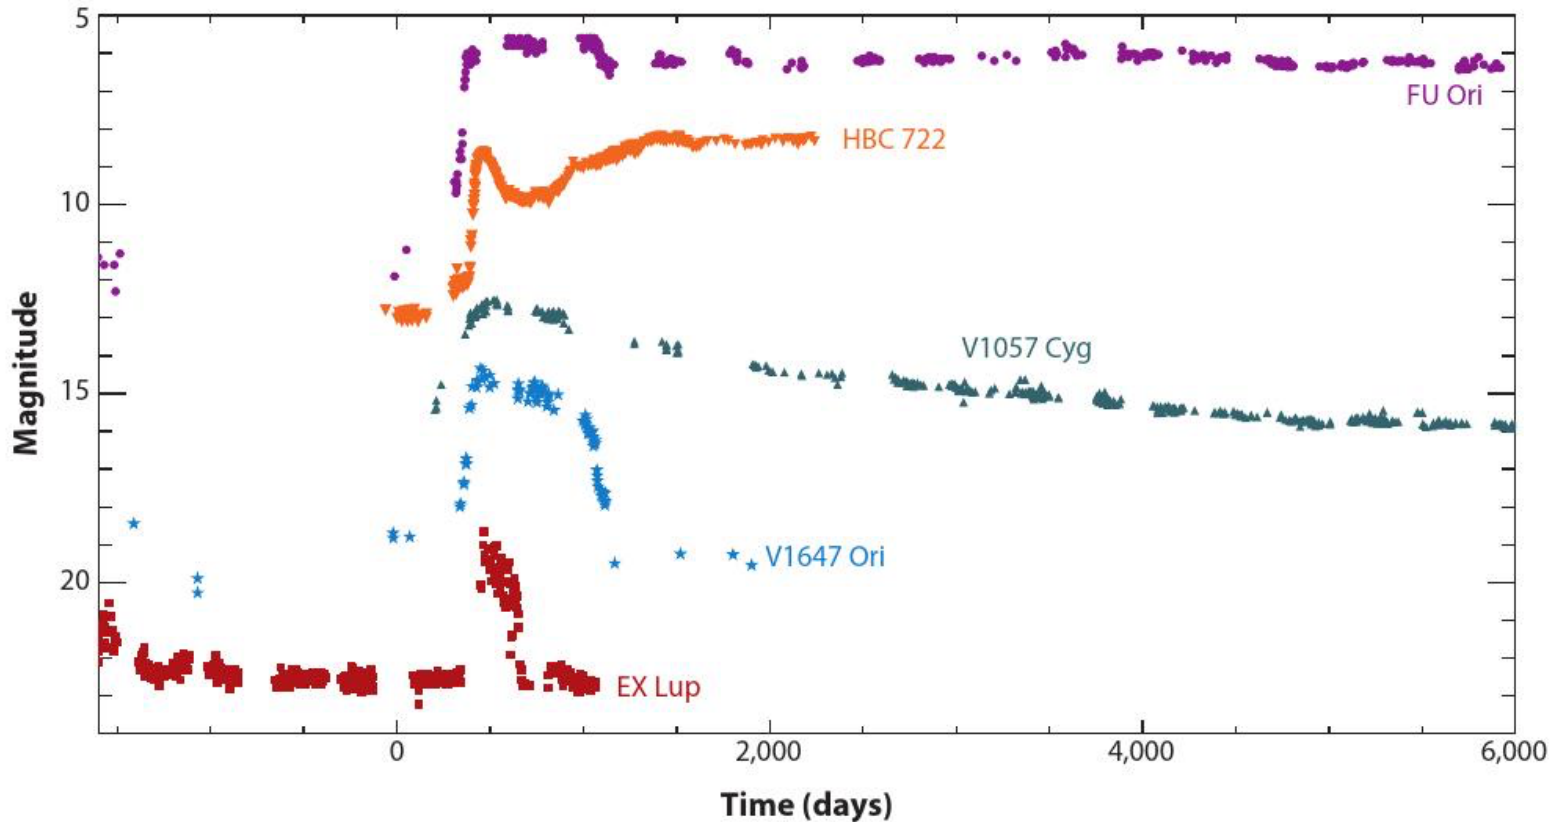 5
FU Ori
HBC 722
10
V1057 Cyg
15
Magnitude
V1647 Ori
20
EX Lup
0
2,000
4,000
6,000
Time (days)